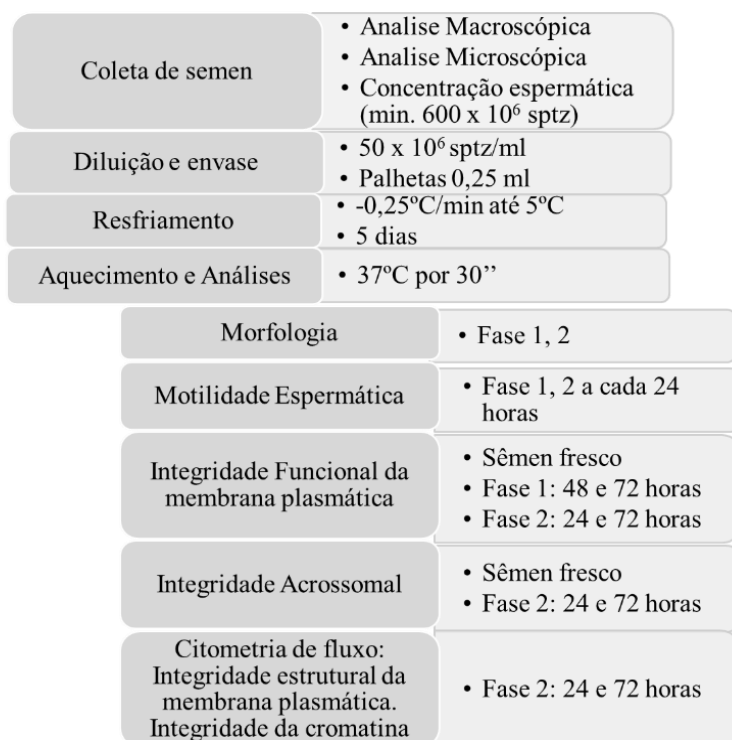 Coleta de semen
• Analise Macroscópica
• Analise Microscópica
• Concentração espermática
(min. 600 x 10⁶ sptz)
Diluição e envase
• 50 x 10⁶ sptz/ml
• Palhetas 0,25 ml
Resfriamento
• -0,25ºC/min até 5ºC
• 5 dias
Aquecimento e Análises
• 37ºC por 30’’
Morfologia
• Fase 1, 2
Motilidade Espermática
• Fase 1, 2 a cada 24
horas
Integridade Funcional da
membrana plasmática
• Sêmen fresco
• Fase 1: 48 e 72 horas
• Fase 2: 24 e 72 horas
Integridade Acrossomal
• Sêmen fresco
• Fase 2: 24 e 72 horas
Citometria de fluxo:
Integridade estrutural da
membrana plasmática.
Integridade da cromatina
• Fase 2: 24 e 72 horas